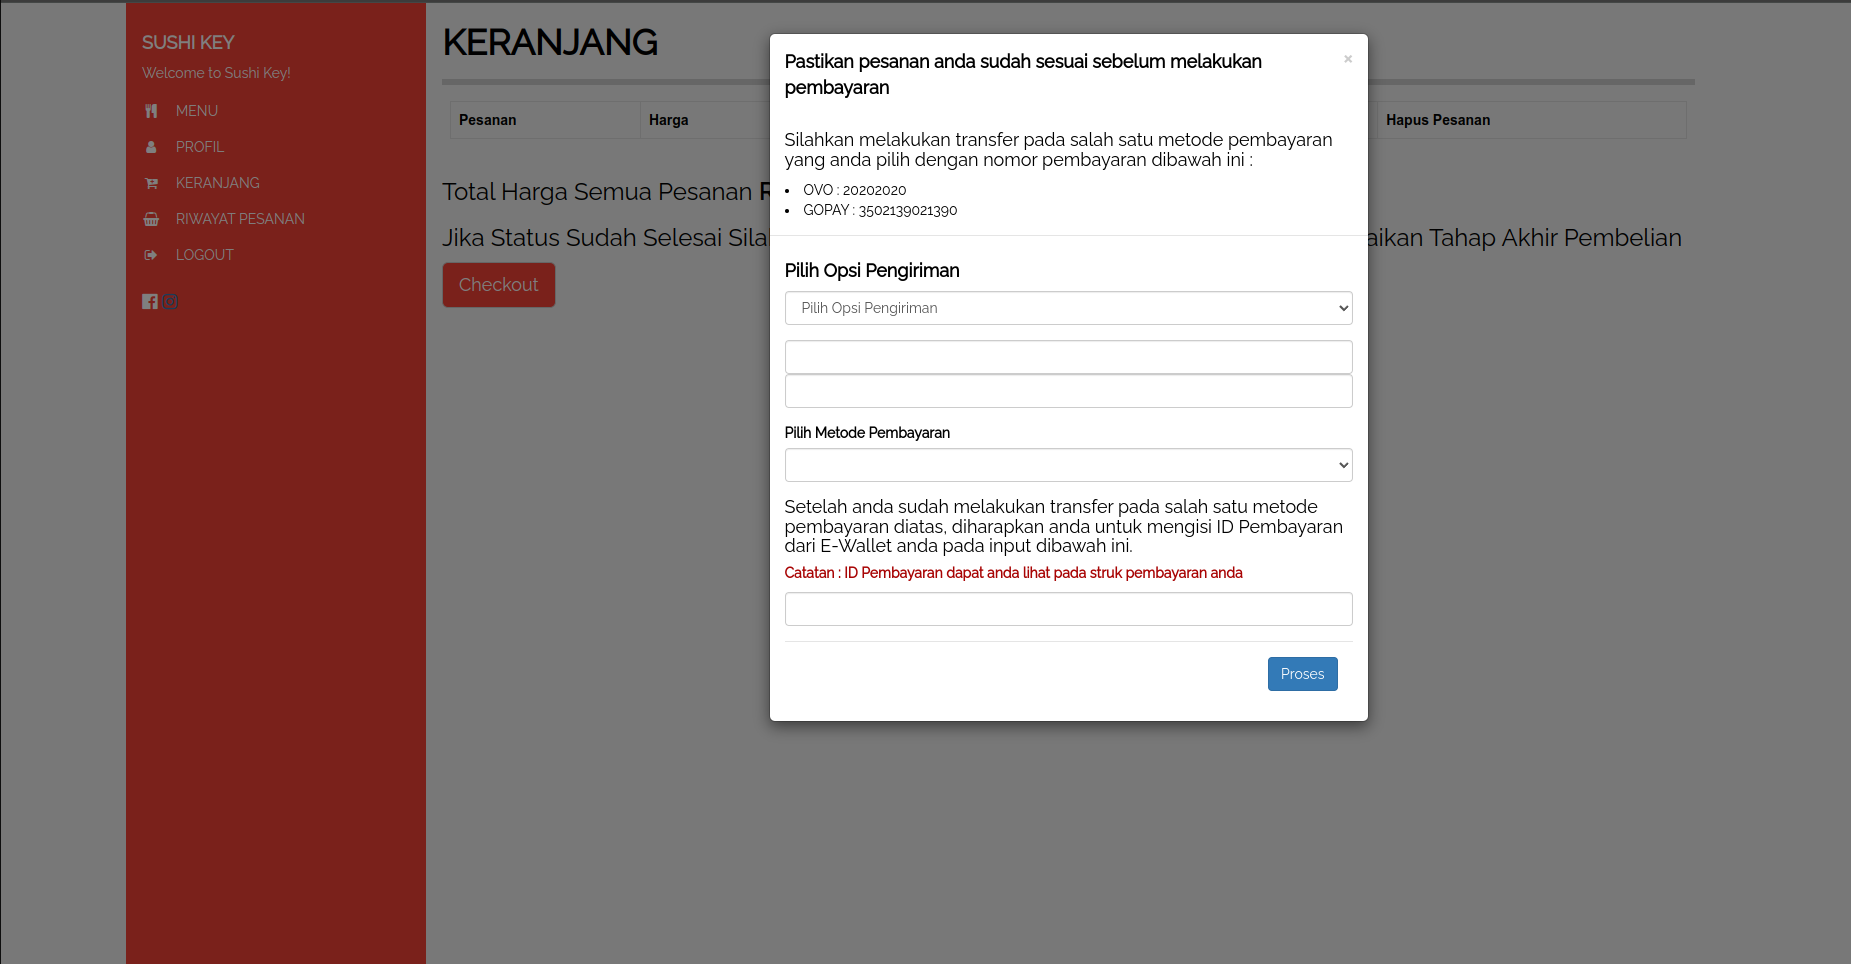 SUSHI KEY
Welcome to Sushi Key!
MENU
PROFIL
KERANJANG
RIWAYAT PESANAN
LOGOUT
KERANJANG
Pesanan
Harga
Hapus Pesanan
Total Harga Semua Pesanan R
Jika Status Sudah Selesai Sila
aikan Tahap Akhir Pembelian
Checkout
Pastikan pesanan anda sudah sesuai sebelum melakukan
pembayaran
×
Silahkan melakukan transfer pada salah satu metode pembayaran
yang anda pilih dengan nomor pembayaran dibawah ini :
• OVO : 20202020
• GOPAY : 3502139021390
Pilih Opsi Pengiriman
Pilih Opsi Pengiriman
Pilih Metode Pembayaran
Setelah anda sudah melakukan transfer pada salah satu metode
pembayaran diatas, diharapkan anda untuk mengisi ID Pembayaran
dari E-Wallet anda pada input dibawah ini.
Catatan : ID Pembayaran dapat anda lihat pada struk pembayaran anda
Proses